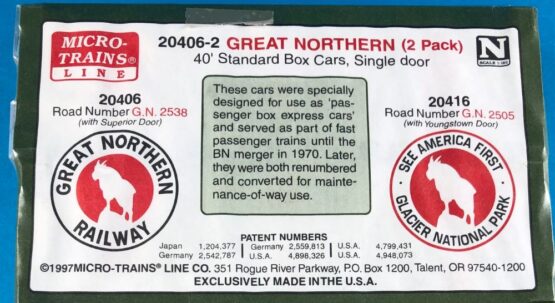 MICRO-
TRAINS®
LINE
20406-2 GREAT NORTHERN (2 Pack)
40' Standard Box Cars, Single door
N
SCALE 1:160
20406
Road Number G.N. 2538
(with Superior Door)
GREAT NORTHERN
RAILWAY
These cars were specially
designed for use as 'pas-
senger box express cars'
and served as part of fast
passenger trains until the
BN merger in 1970. Later,
they were both renumbered
and converted for mainte-
nance-of-way use.
20416
Road Number G.N. 2505
(with Youngstown Door)
SEE AMERICA FIRST
GLACIER NATIONAL PARK
PATENT NUMBERS
Japan 1,204,377 Germany 2,559,813 U.S.A. 4,799,431
Germany 2,542,787 U.S.A. 4,898,326 U.S.A. 4,948,073
©1997MICRO-TRAINS® LINE CO. 351 Rogue River Parkway, P.O. Box 1200, Talent, OR 97540-1200
EXCLUSIVELY MADE IN THE U.S.A.